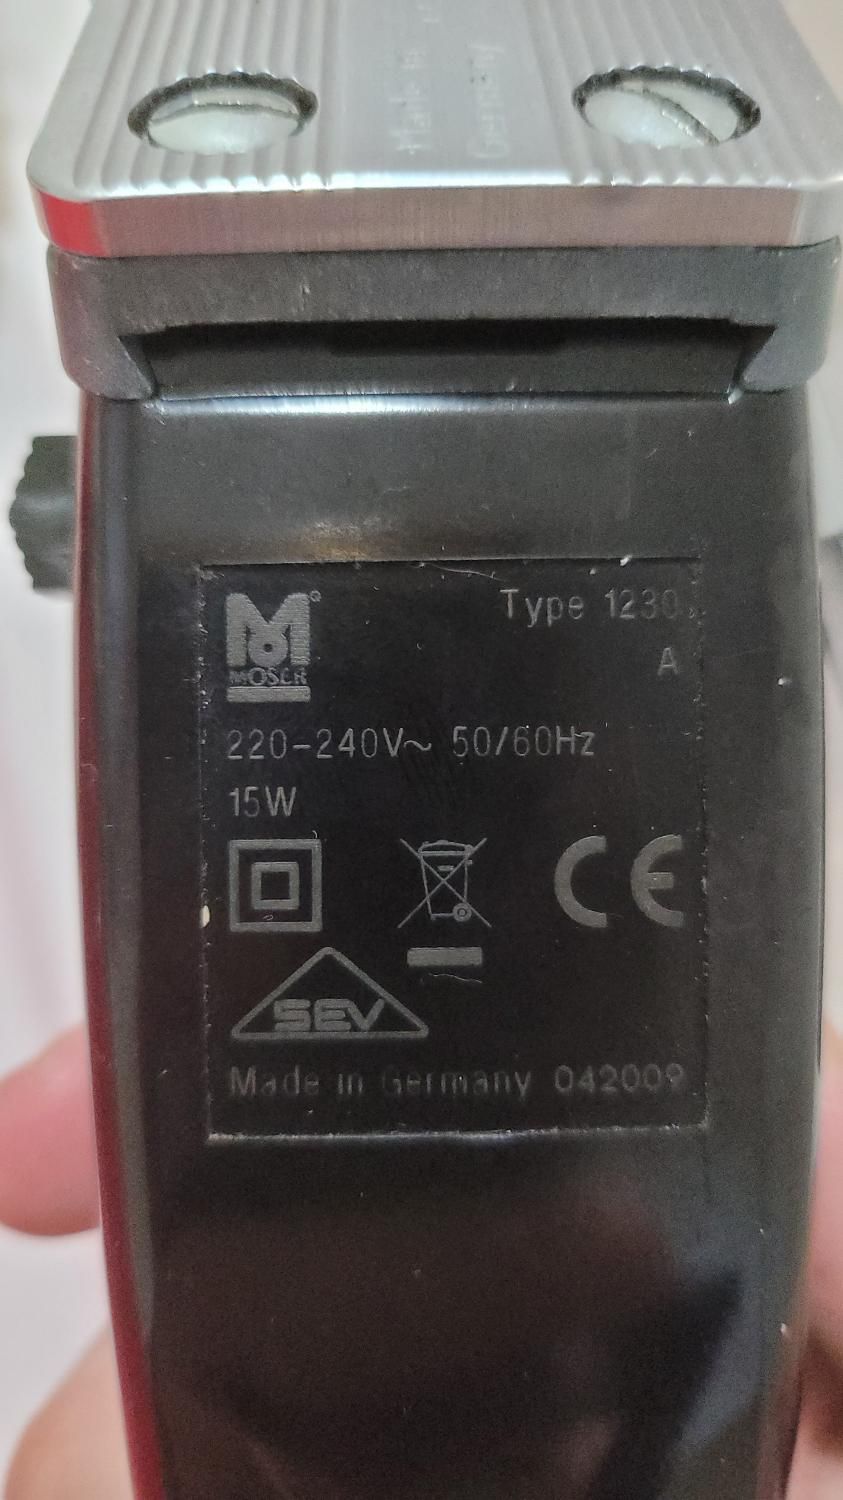 Made in
Germany
MOSER
Type 1230
A
220-240V~ 50/60Hz
15W
CE
SEV
Made in Germany 042009